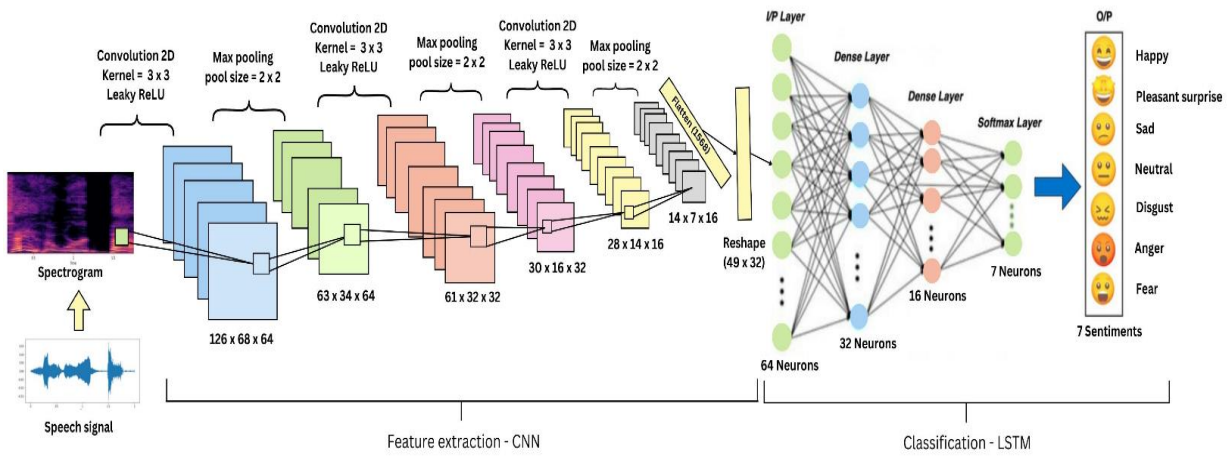 Convolution 2D
Kernel = 3 x 3
Leaky ReLU
Max pooling
pool size = 2 x 2
Convolution 2D
Kernel = 3 x 3
Leaky ReLU
Max pooling
pool size = 2 x 2
Convolution 2D
Kernel = 3 x 3
Leaky ReLU
Max pooling
pool size = 2 x 2
Flatten (1568)
Spectrogram
Speech signal
126 x 68 x 64
63 x 34 x 64
61 x 32 x 32
30 x 16 x 32
28 x 14 x 16
14 x 7 x 16
Reshape
(49 x 32)
I/P Layer
Dense Layer
Dense Layer
Softmax Layer
64 Neurons
32 Neurons
16 Neurons
7 Neurons
O/P
Happy
Pleasant surprise
Sad
Neutral
Disgust
Anger
Fear
7 Sentiments
Feature extraction - CNN
Classification - LSTM